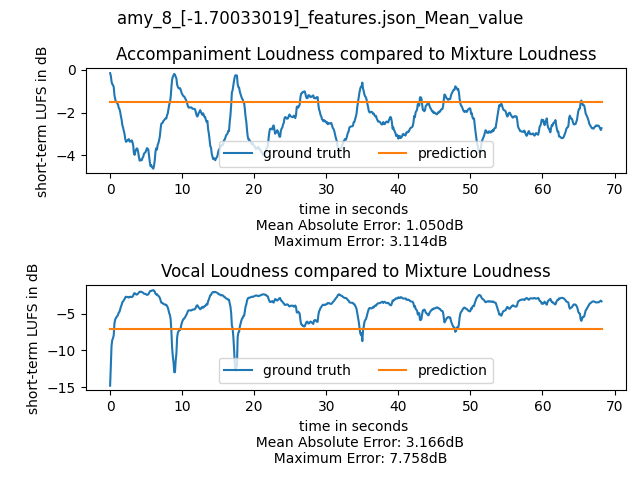 amy_8_[-1.70033019]_features.json_Mean_value
Accompaniment Loudness compared to Mixture Loudness
short-term LUFS in dB
0
−2
−4
ground truth
prediction
0 10 20 30 40 50 60 70
time in seconds
Mean Absolute Error: 1.050dB
Maximum Error: 3.114dB
Vocal Loudness compared to Mixture Loudness
short-term LUFS in dB
−5
−10
−15
ground truth
prediction
0 10 20 30 40 50 60 70
time in seconds
Mean Absolute Error: 3.166dB
Maximum Error: 7.758dB